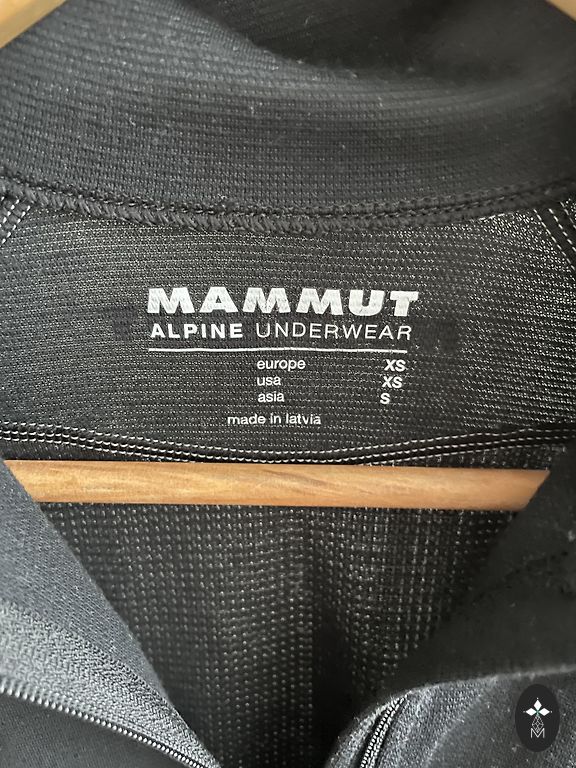 MAMMUT
ALPINE UNDERWEAR
europe XS
usa XS
asia S
made in latvia
M